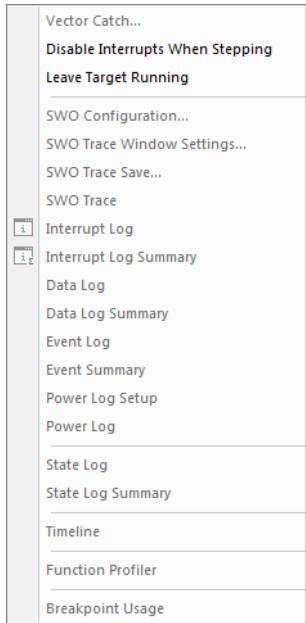 Vector Catch...
Disable Interrupts When Stepping
Leave Target Running
SWO Configuration...
SWO Trace Window Settings...
SWO Trace Save...
SWO Trace
Interrupt Log
Interrupt Log Summary
Data Log
Data Log Summary
Event Log
Event Summary
Power Log Setup
Power Log
State Log
State Log Summary
Timeline
Function Profiler
Breakpoint Usage